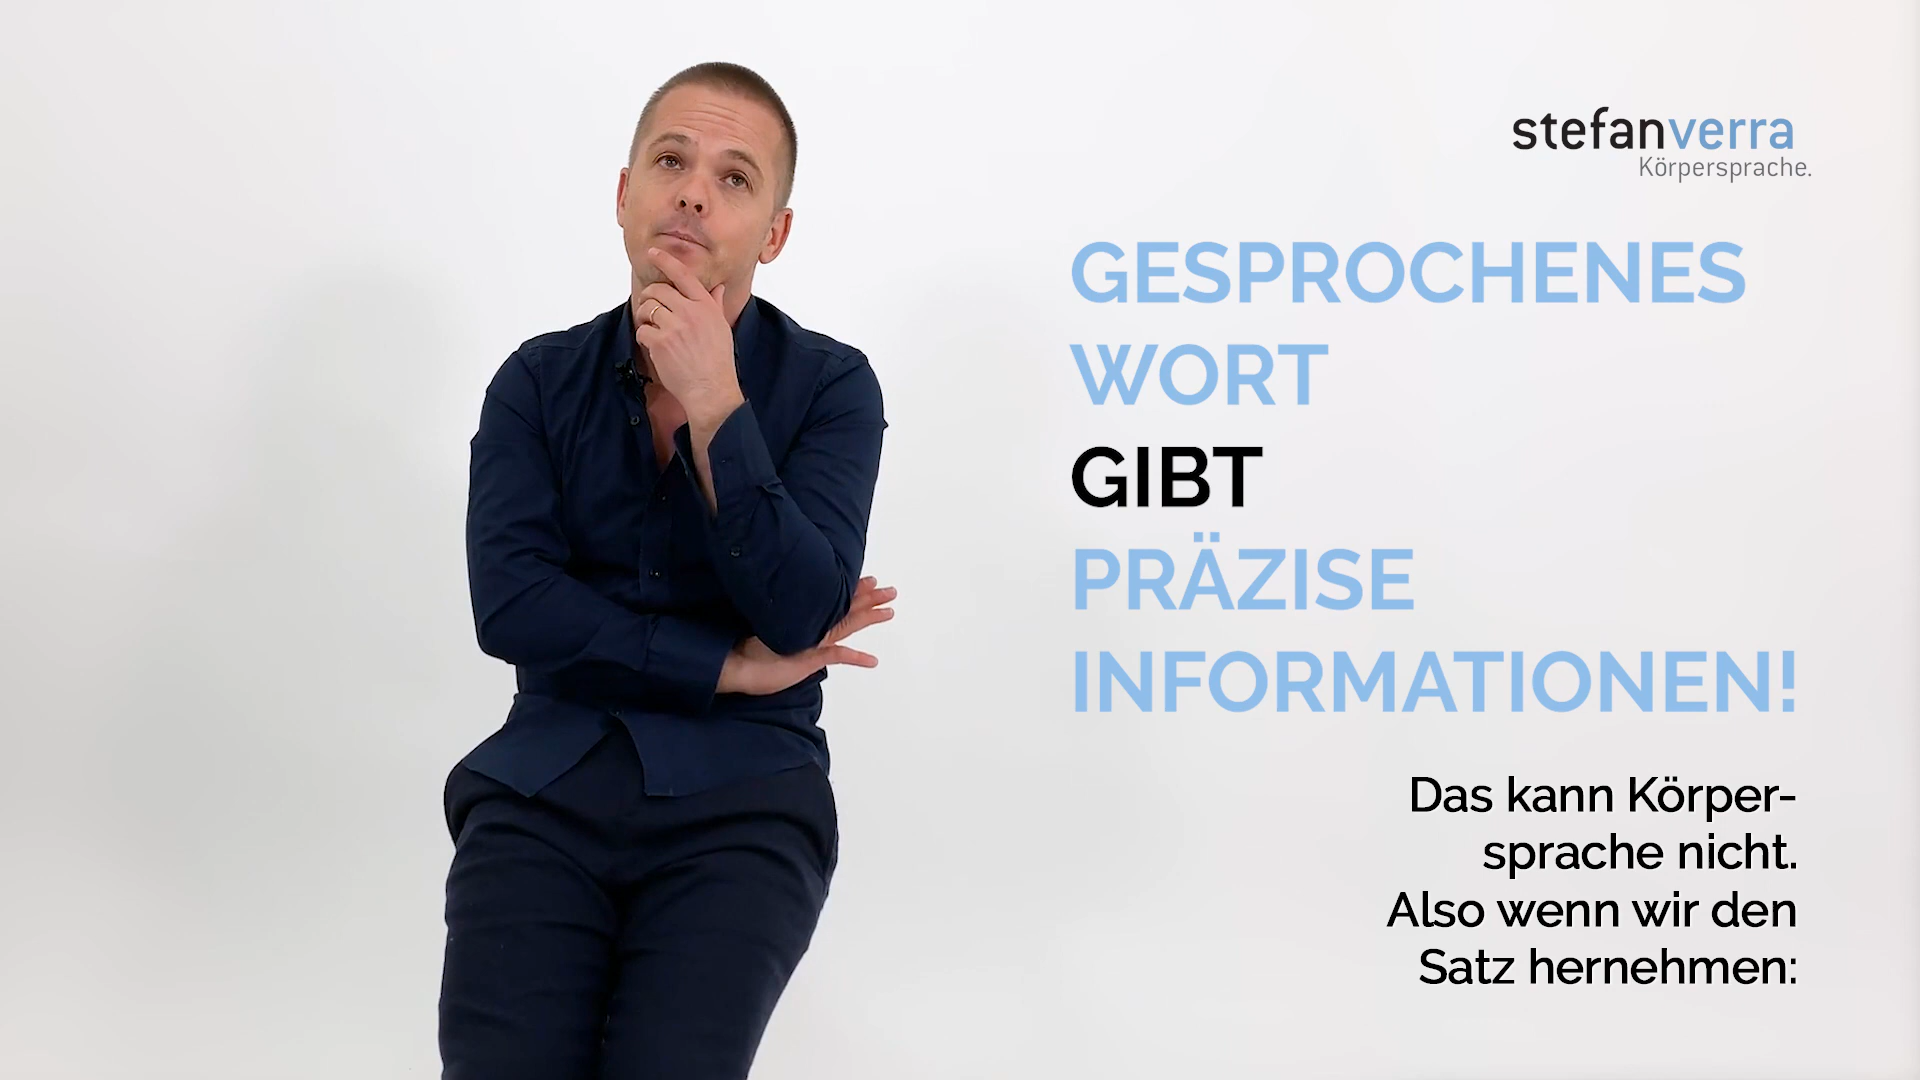 stefanverra
Körpersprache.
GESPROCHENES
WORT
GIBT
PRÄZISE
INFORMATIONEN!
Das kann Körper-
sprache nicht.
Also wenn wir den
Satz hernehmen: